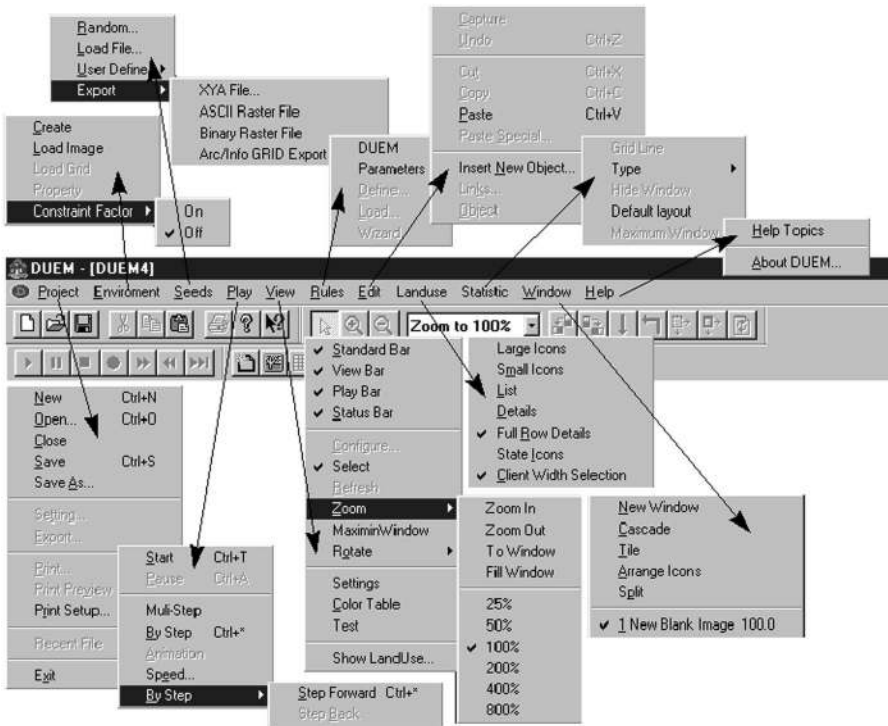 Random...
Load File...
User Define
Export
XYA File...
ASCII Raster File
Binary Raster File
Arc/Info GRID Export
Create
Load Image
Load Grid
Property
Constraint Factor
On
Off
DUEM
Parameters
Define...
Load...
Wizard
Capture
Undo Ctrl+Z
Cut Ctrl+X
Copy Ctrl+C
Paste Ctrl+V
Paste Special...
Insert New Object...
Links...
Object
Grid Line
Type
Hide Window
Default layout
Maximum Window
Help Topics
About DUEM...
DUEM - [DUEM4]
Project Enviroment Seeds Play View Rules Edit Landuse Statistic Window Help
Zoom to 100%
New Ctrl+N
Open... Ctrl+O
Close
Save Ctrl+S
Save As...
Setting...
Export...
Print...
Print Preview
Print Setup...
Recent File
Exit
Start Ctrl+T
Pause Ctrl+A
Muli-Step
By Step Ctrl+*
Animation
Speed...
By Step
Step Forward Ctrl+*
Step Back
Standard Bar
View Bar
Play Bar
Status Bar
Configure...
Select
Refresh
Zoom
MaximinWindow
Rotate
Settings
Color Table
Test
Show LandUse...
Zoom In
Zoom Out
To Window
Fill Window
25%
50%
100%
200%
400%
800%
Large Icons
Small Icons
List
Details
Full Row Details
State Icons
Client Width Selection
New Window
Cascade
Tile
Arrange Icons
Split
1 New Blank Image 100.0